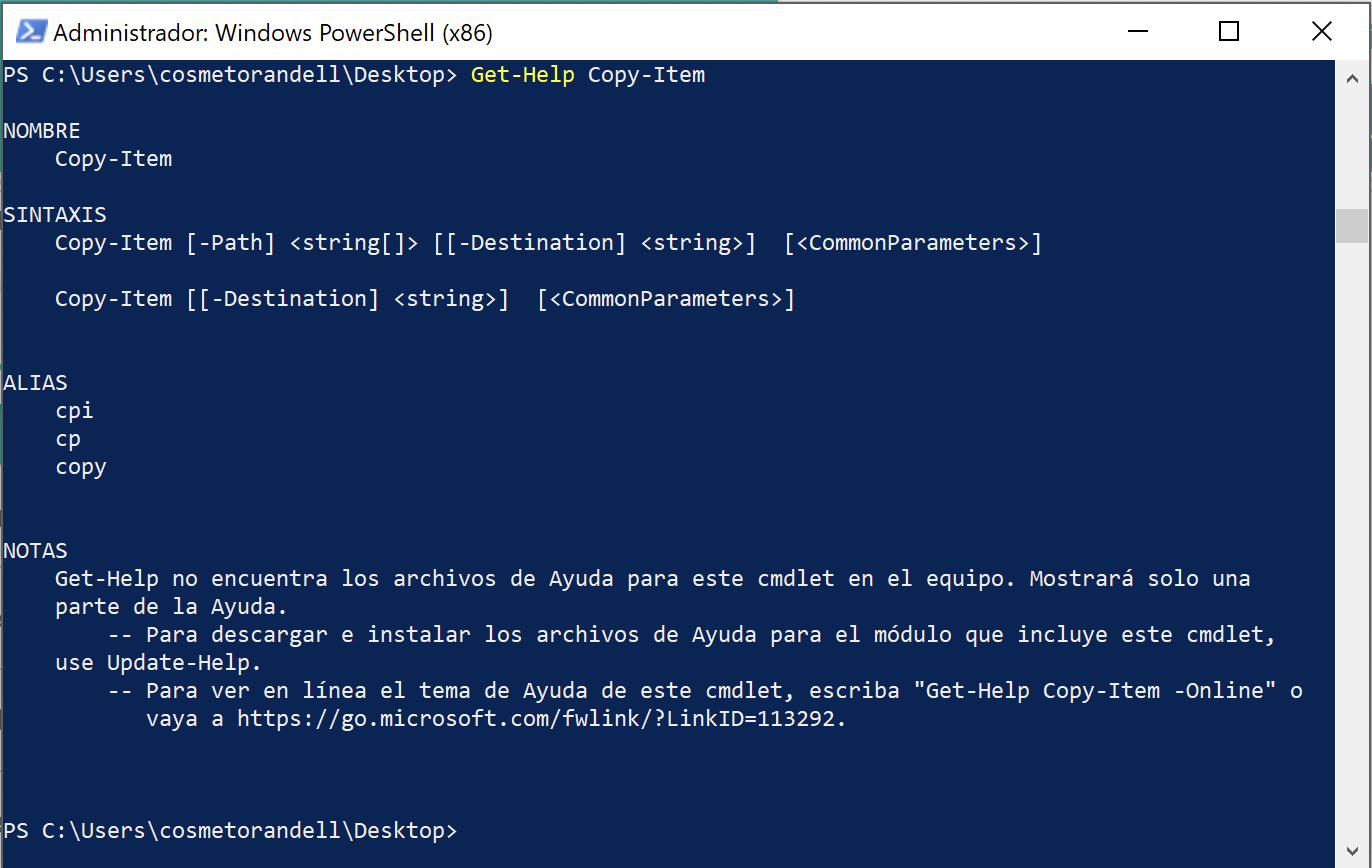 Administrador: Windows PowerShell (x86)
PS C:\Users\cosmetorandell\Desktop> Get-Help Copy-Item
NOMBRE
Copy-Item
SINTAXIS
Copy-Item [-Path] <string[]> [[-Destination] <string>]  [<CommonParameters>]
Copy-Item [[-Destination] <string>]  [<CommonParameters>]
ALIAS
cpi
cp
copy
NOTAS
Get-Help no encuentra los archivos de Ayuda para este cmdlet en el equipo. Mostrará solo una
parte de la Ayuda.
-- Para descargar e instalar los archivos de Ayuda para el módulo que incluye este cmdlet,
use Update-Help.
-- Para ver en línea el tema de Ayuda de este cmdlet, escriba "Get-Help Copy-Item -Online" o
vaya a https://go.microsoft.com/fwlink/?LinkID=113292.
PS C:\Users\cosmetorandell\Desktop>